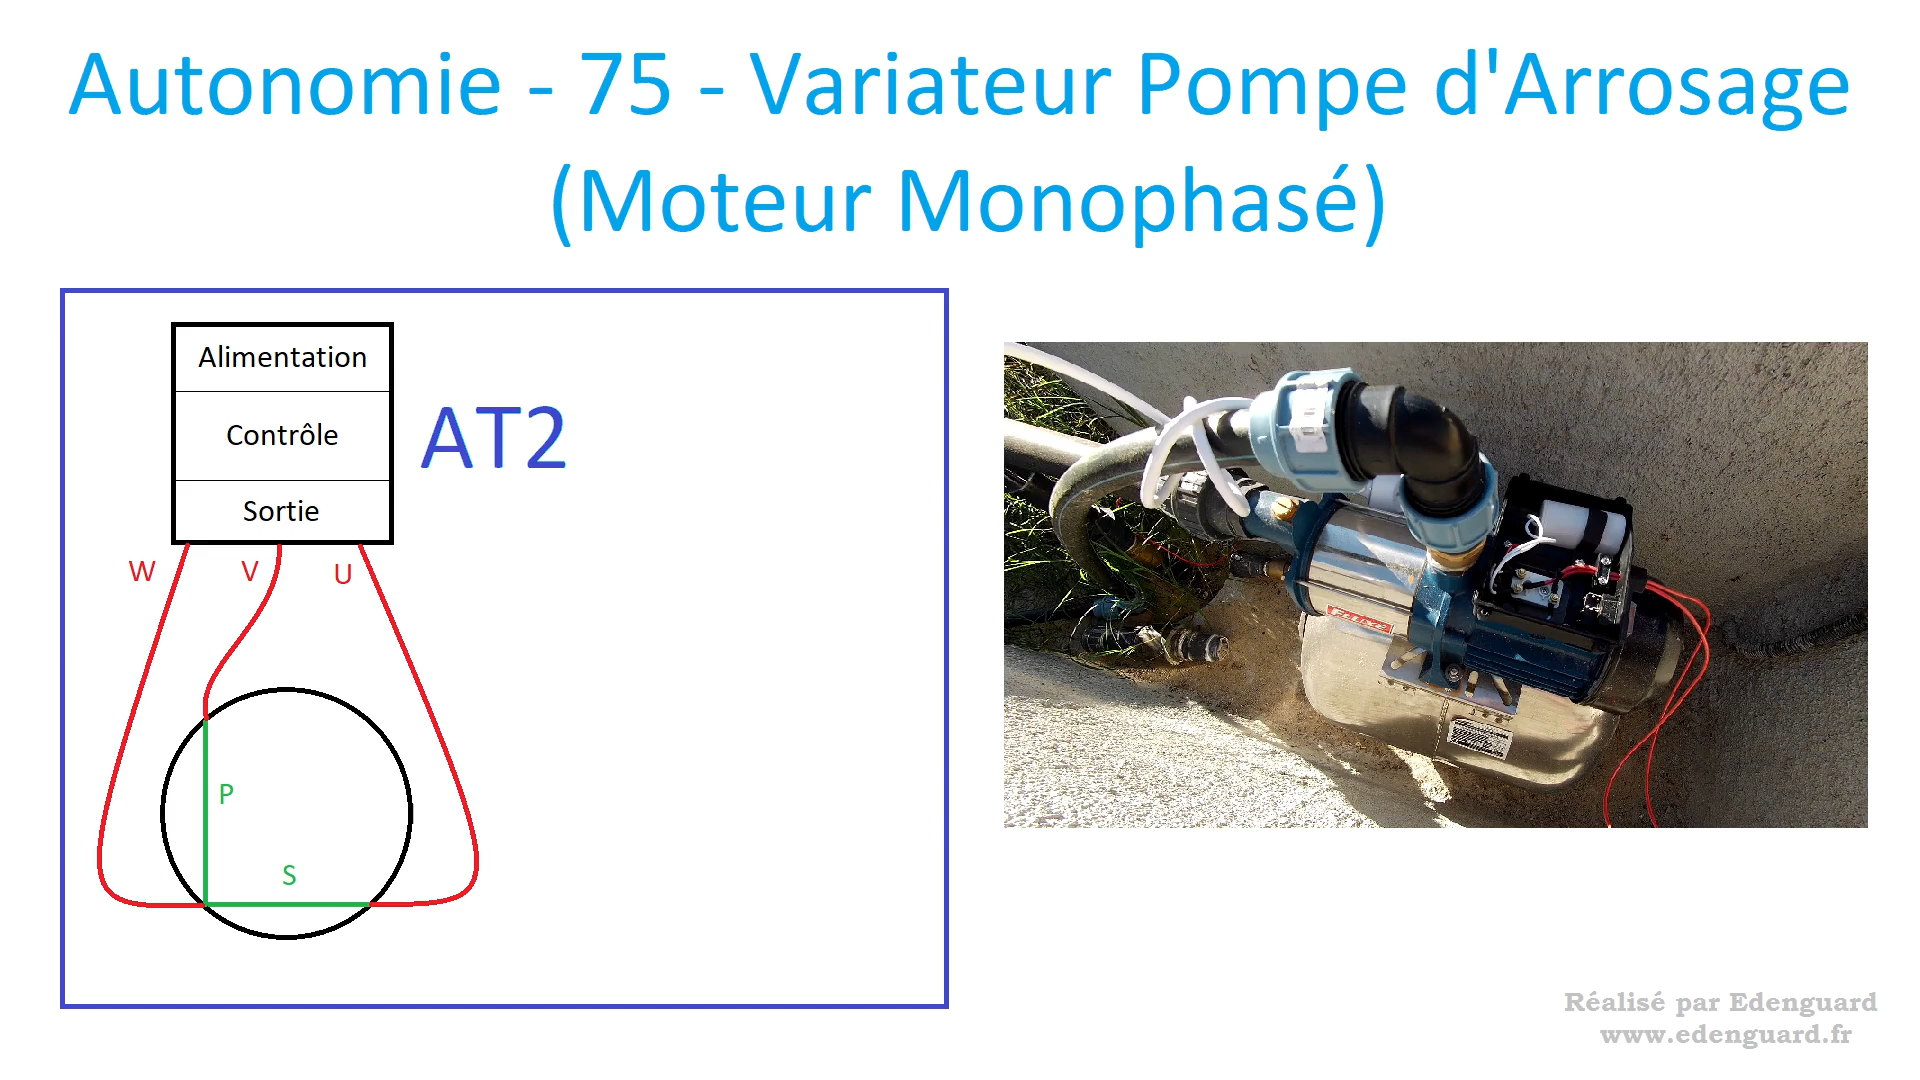 Autonomie - 75 - Variateur Pompe d'Arrosage
(Moteur Monophasé)
Alimentation
Contrôle
AT2
Sortie
W
V
U
P
S
Réalisé par Edenguard
www.edenguard.fr